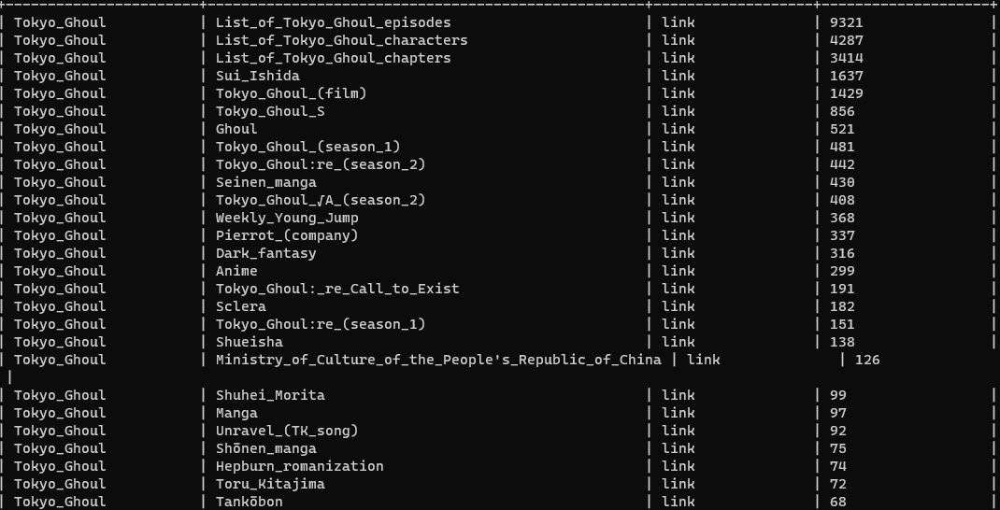 | Tokyo_Ghoul | List_of_Tokyo_Ghoul_episodes | link | 9321 |
| Tokyo_Ghoul | List_of_Tokyo_Ghoul_characters | link | 4287 |
| Tokyo_Ghoul | List_of_Tokyo_Ghoul_chapters | link | 3414 |
| Tokyo_Ghoul | Sui_Ishida | link | 1637 |
| Tokyo_Ghoul | Tokyo_Ghoul_(film) | link | 1429 |
| Tokyo_Ghoul | Tokyo_Ghoul_S | link | 856 |
| Tokyo_Ghoul | Ghoul | link | 521 |
| Tokyo_Ghoul | Tokyo_Ghoul_(season_1) | link | 481 |
| Tokyo_Ghoul | Tokyo_Ghoul:re_(season_2) | link | 442 |
| Tokyo_Ghoul | Seinen_manga | link | 430 |
| Tokyo_Ghoul | Tokyo_Ghoul_√A_(season_2) | link | 408 |
| Tokyo_Ghoul | Weekly_Young_Jump | link | 368 |
| Tokyo_Ghoul | Pierrot_(company) | link | 337 |
| Tokyo_Ghoul | Dark_fantasy | link | 316 |
| Tokyo_Ghoul | Anime | link | 299 |
| Tokyo_Ghoul | Tokyo_Ghoul:_re_Call_to_Exist | link | 191 |
| Tokyo_Ghoul | Sclera | link | 182 |
| Tokyo_Ghoul | Tokyo_Ghoul:re_(season_1) | link | 151 |
| Tokyo_Ghoul | Shueisha | link | 138 |
| Tokyo_Ghoul | Ministry_of_Culture_of_the_People's_Republic_of_China | link | 126
|
| Tokyo_Ghoul | Shuhei_Morita | link | 99 |
| Tokyo_Ghoul | Manga | link | 97 |
| Tokyo_Ghoul | Unravel_(TK_song) | link | 92 |
| Tokyo_Ghoul | Shōnen_manga | link | 75 |
| Tokyo_Ghoul | Hepburn_romanization | link | 74 |
| Tokyo_Ghoul | Toru_Kitajima | link | 72 |
| Tokyo_Ghoul | Tankōbon | link | 68 |